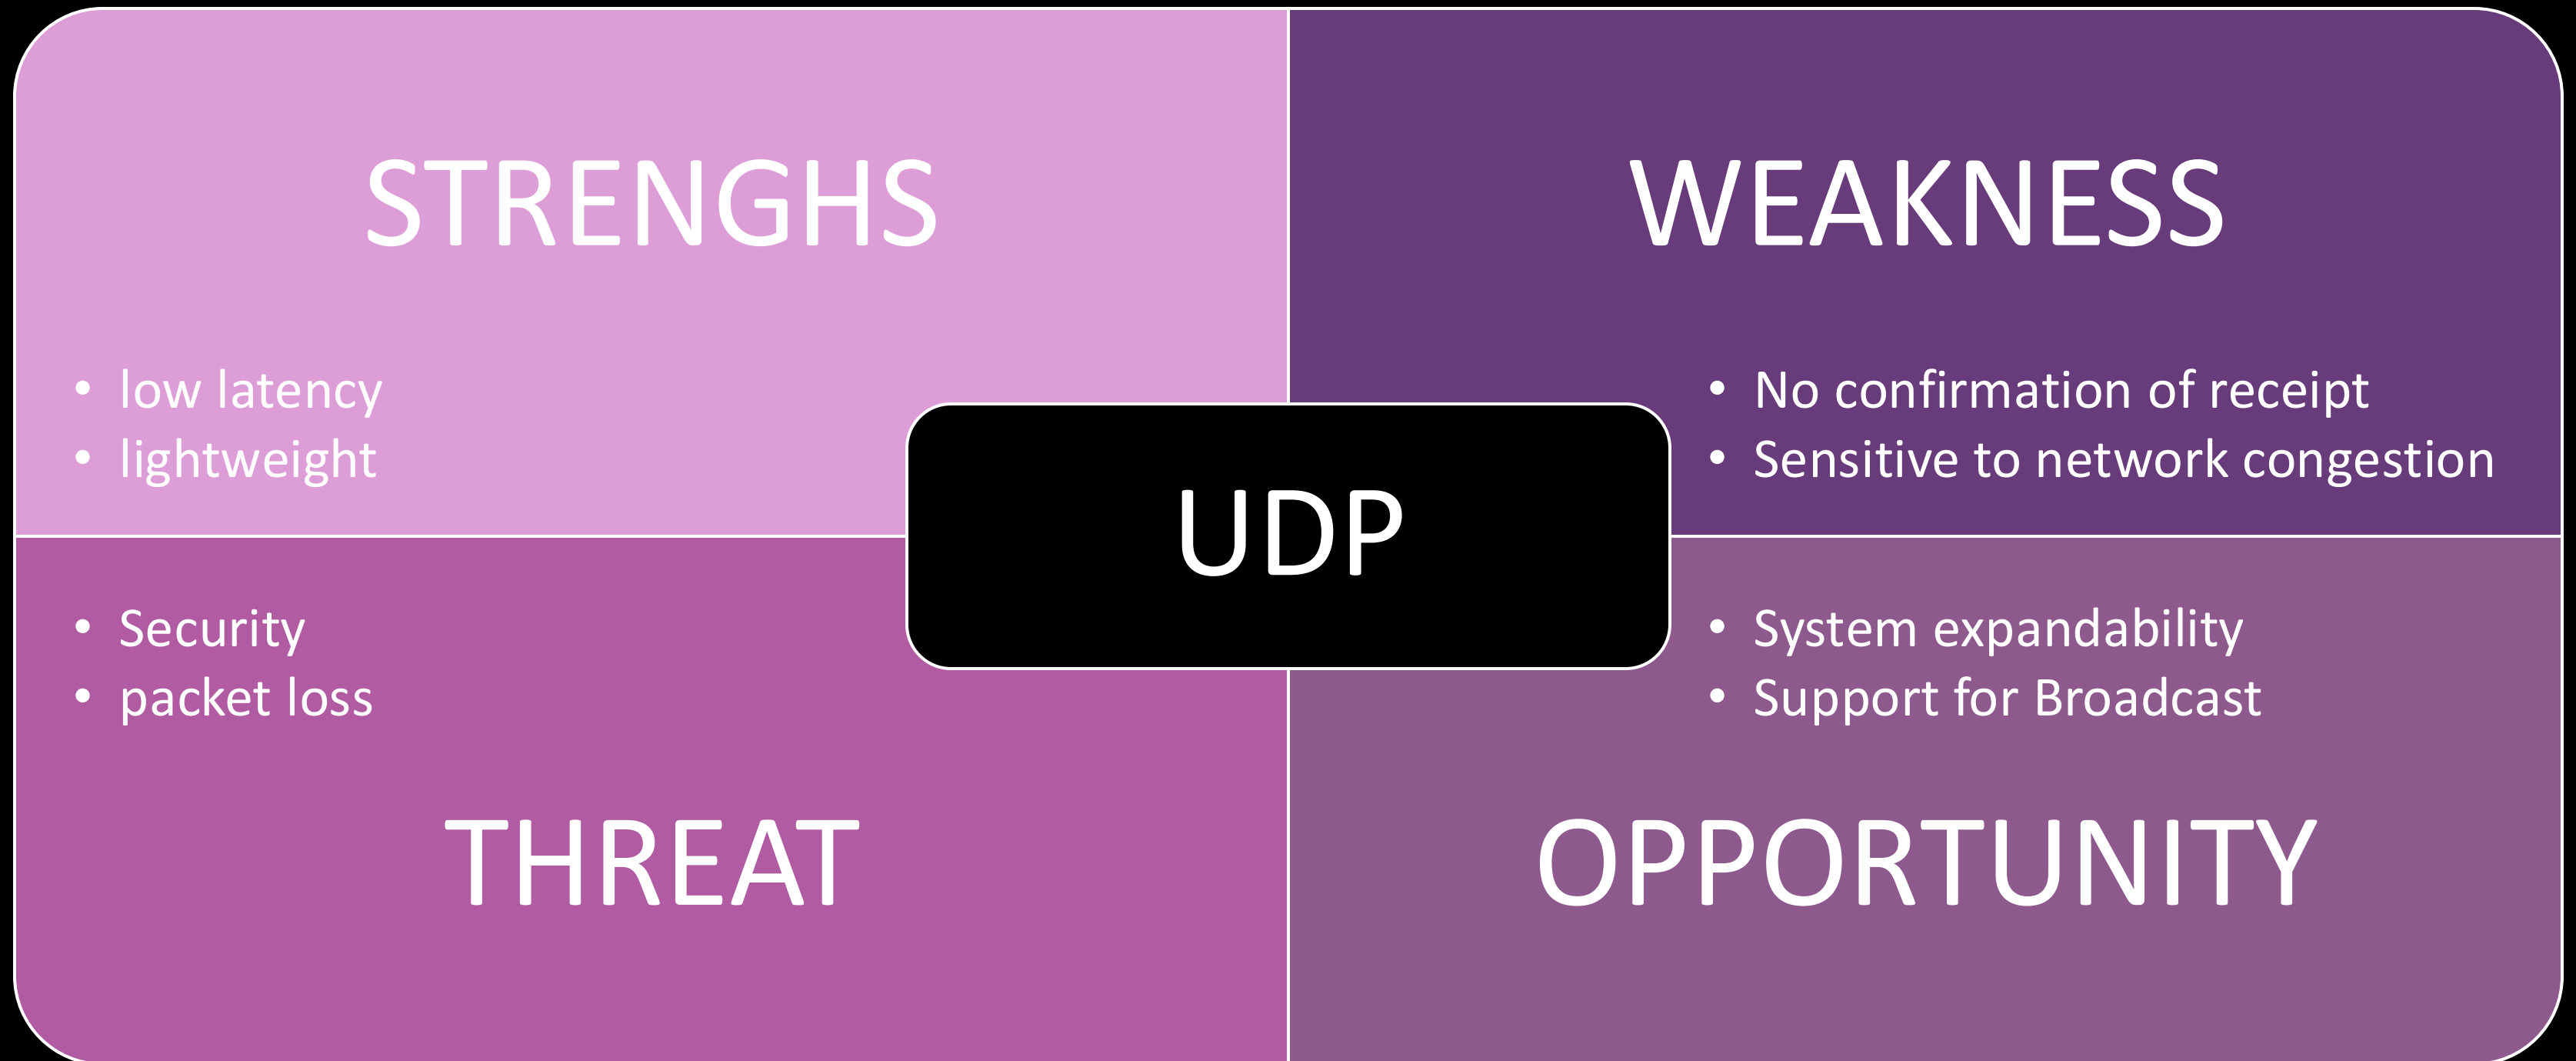 STRENGHS
• low latency
• lightweight
WEAKNESS
• No confirmation of receipt
• Sensitive to network congestion
UDP
• Security
• packet loss
THREAT
• System expandability
• Support for Broadcast
OPPORTUNITY